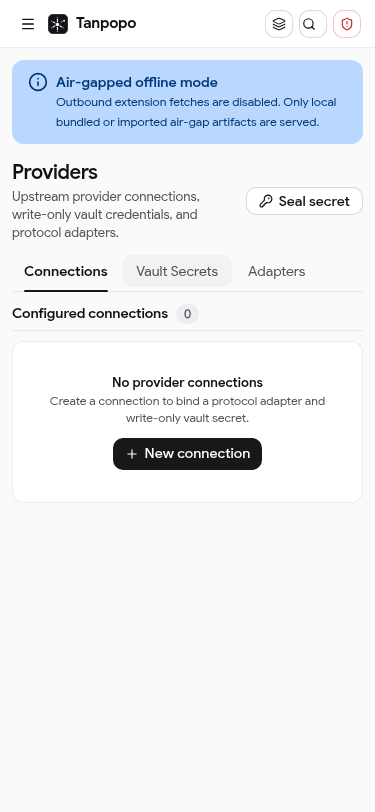 Tanpopo
Air-gapped offline mode
Outbound extension fetches are disabled. Only local
bundled or imported air-gap artifacts are served.
Providers
Upstream provider connections,
write-only vault credentials, and
protocol adapters.
Seal secret
Connections
Vault Secrets
Adapters
Configured connections 0
No provider connections
Create a connection to bind a protocol adapter and
write-only vault secret.
New connection